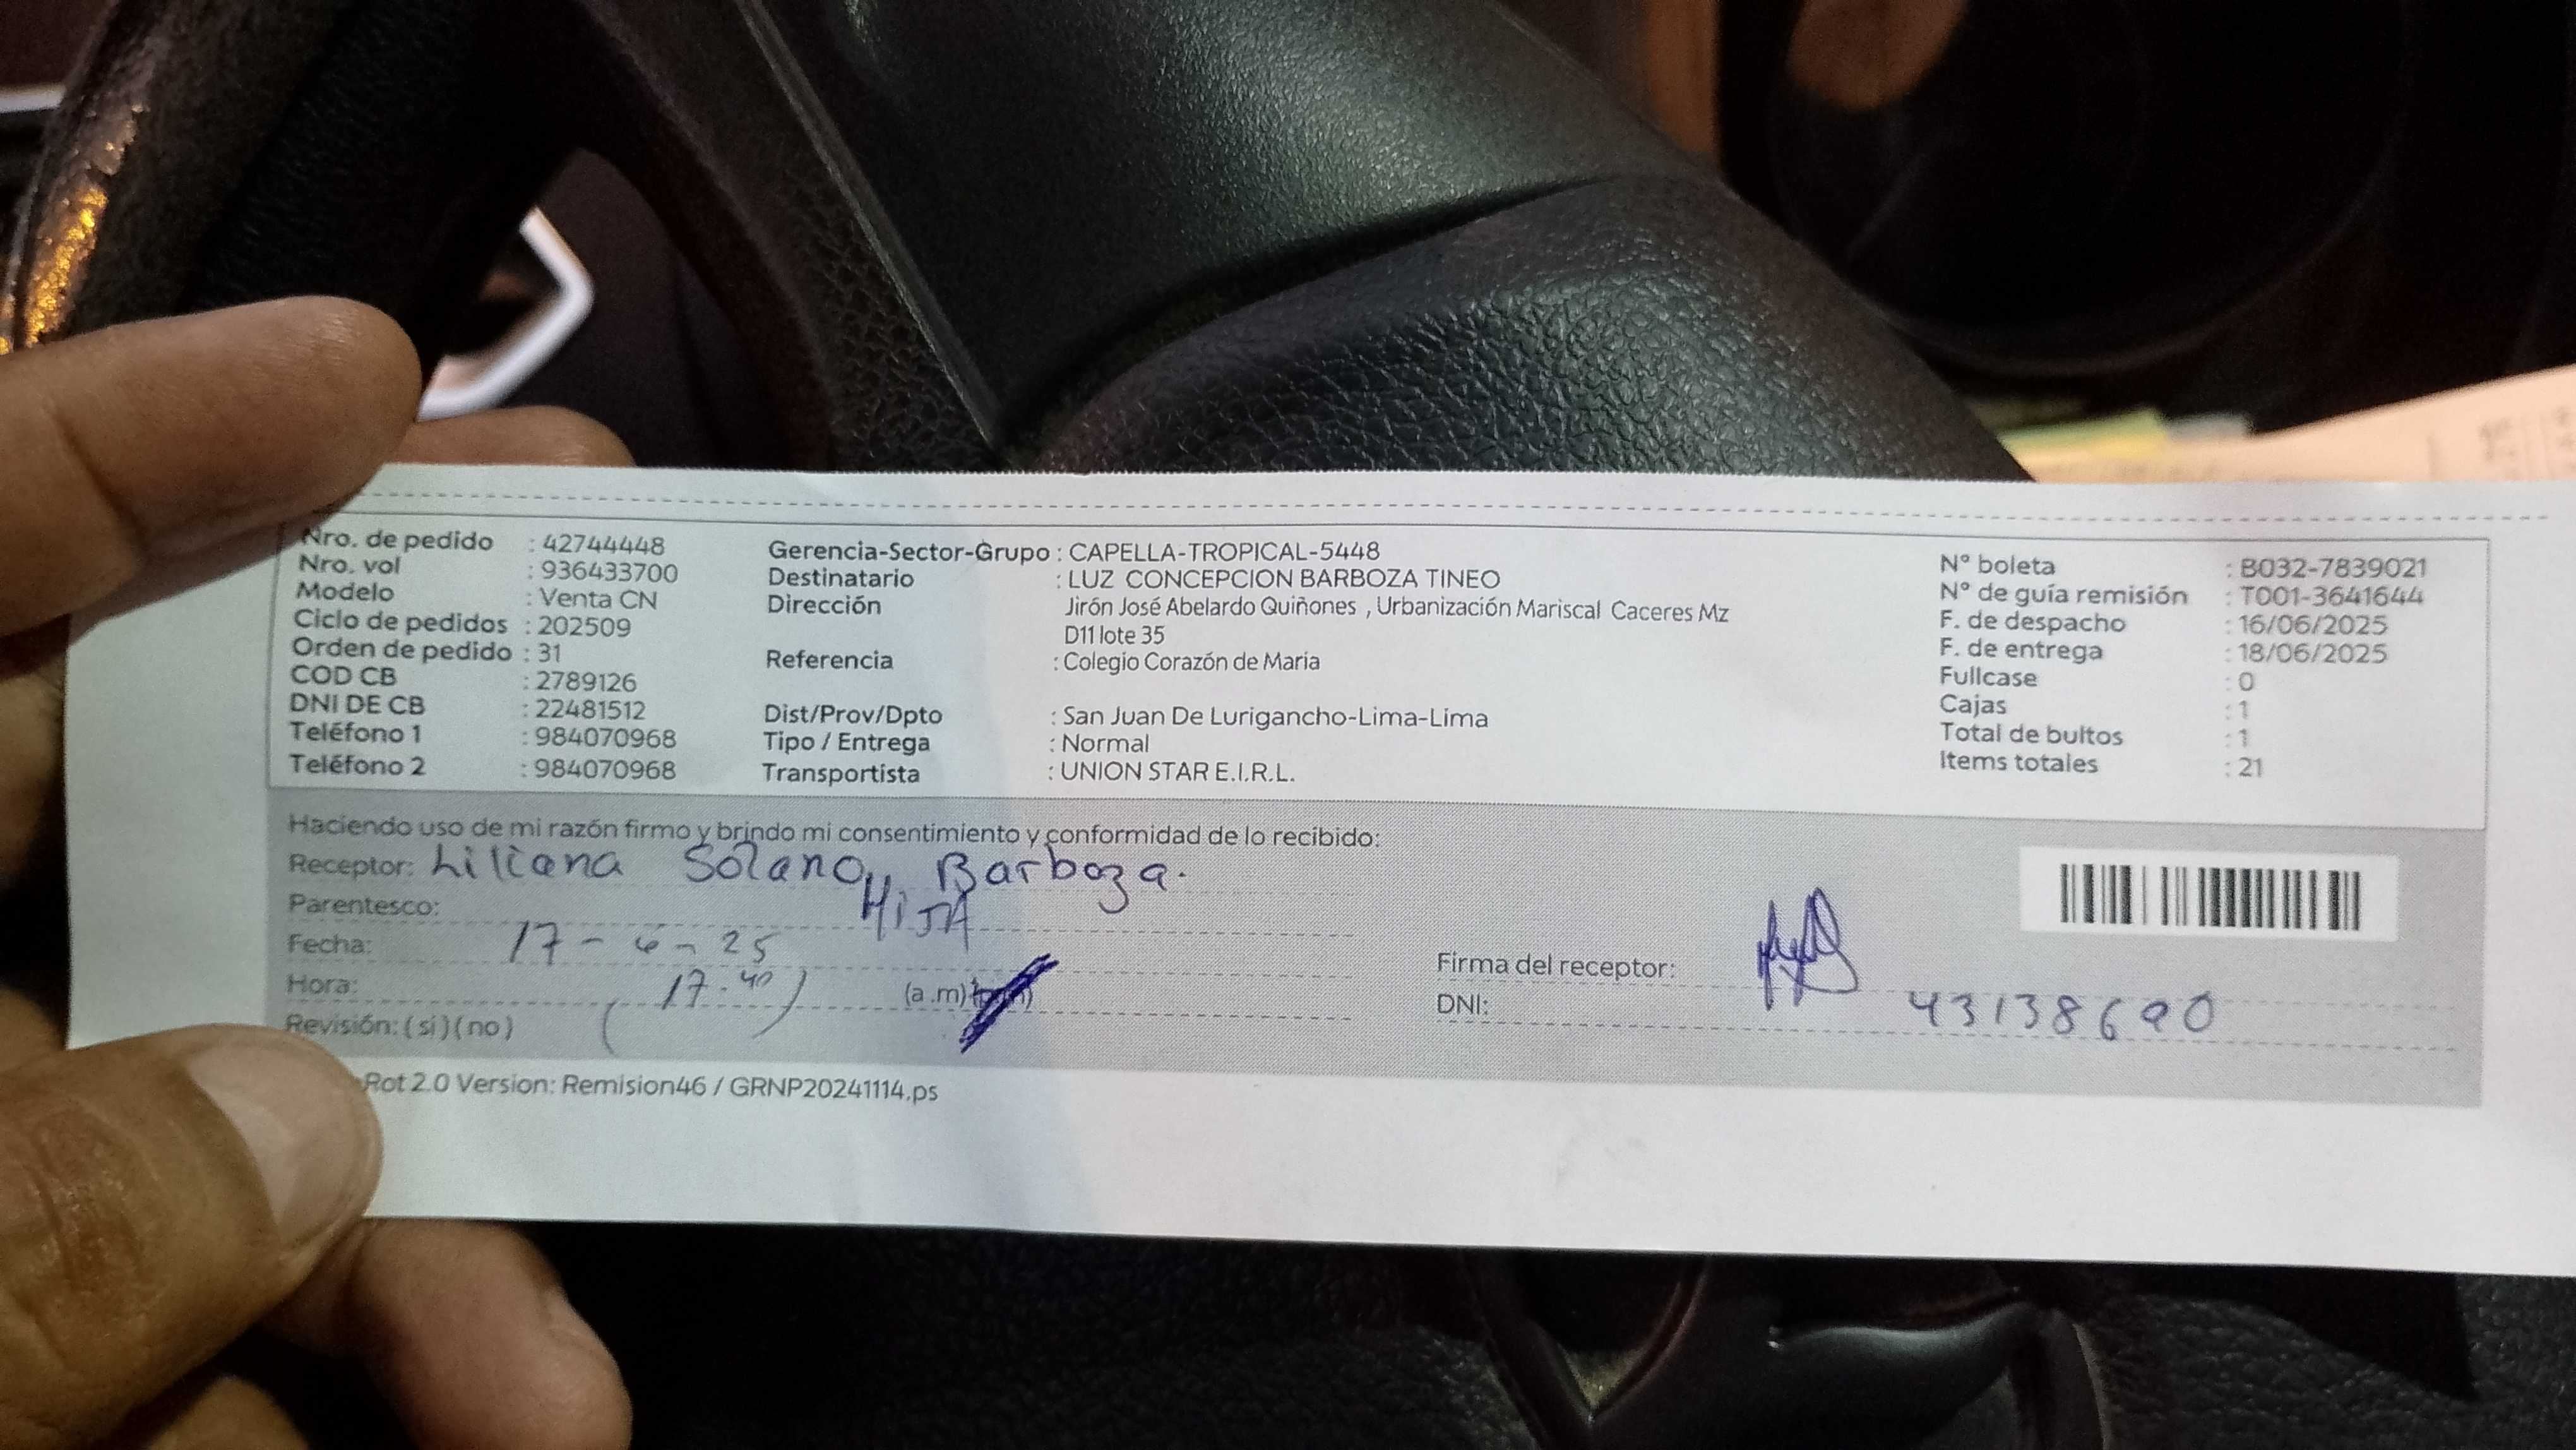 Nro. de pedido : 42744448
Nro. vol : 936433700
Modelo : Venta CN
Ciclo de pedidos : 202509
Orden de pedido : 31
COD CB : 2789126
DNI DE CB : 22481512
Teléfono 1 : 984070968
Teléfono 2 : 984070968
Gerencia-Sector-Grupo : CAPELLA-TROPICAL-5448
Destinatario : LUZ CONCEPCION BARBOZA TINEO
Dirección Jirón José Abelardo Quiñones , Urbanización Mariscal Caceres Mz
D11 lote 35
Referencia : Colegio Corazón de Maria
Dist/Prov/Dpto : San Juan De Lurigancho-Lima-Lima
Tipo / Entrega : Normal
Transportista : UNION STAR E.I.R.L.
N° boleta : B032-7839021
N° de guía remisión : T001-3641644
F. de despacho : 16/06/2025
F. de entrega : 18/06/2025
Fullcase : 0
Cajas : 1
Total de bultos : 1
Items totales : 21
Haciendo uso de mi razón firmo y brindo mi consentimiento y conformidad de lo recibido:
Receptor: Liliana Solano Barboza.
Parentesco: HIJA
Fecha: 17-6-25
Hora: 17.40 (a.m)
Revisión: (si) (no)
Firma del receptor:
DNI: 43138690
Rot 2.0 Version: Remision46 / GRNP20241114.ps